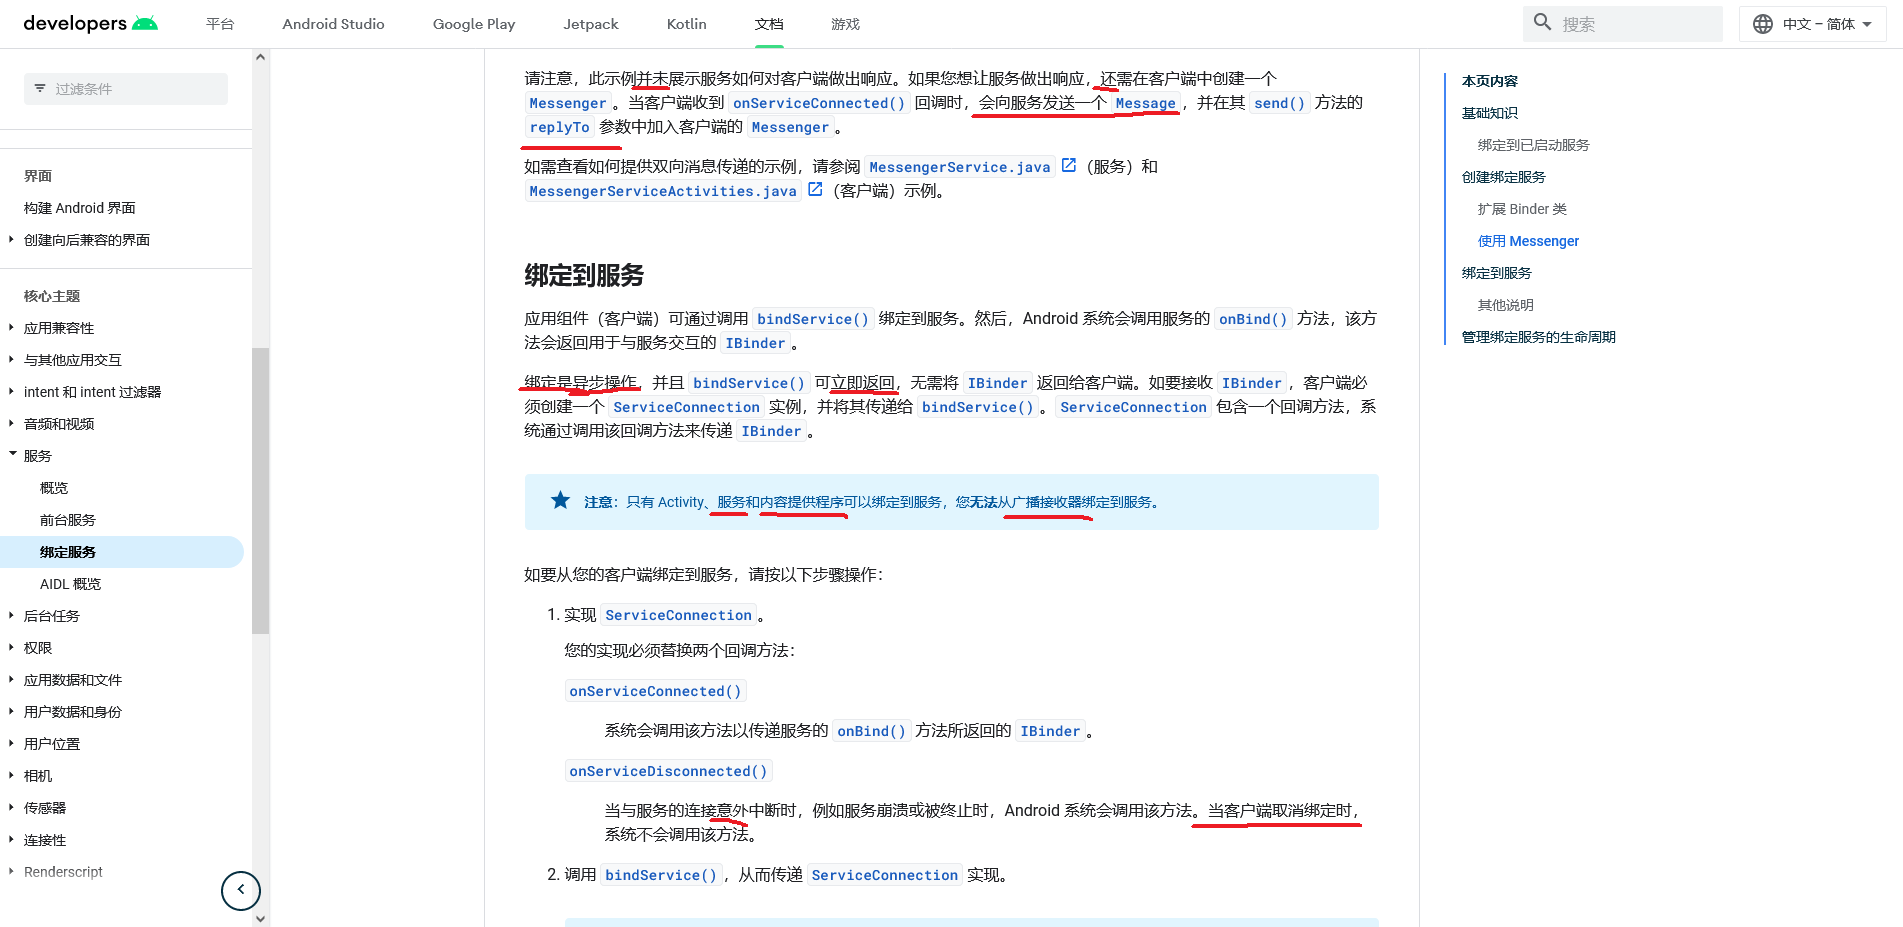 developers 平台 Android Studio Google Play Jetpack Kotlin 文档 游戏 搜索 中文 – 简体
过滤条件
界面
构建 Android 界面
创建向后兼容的界面
核心主题
应用兼容性
与其他应用交互
intent 和 intent 过滤器
音频和视频
服务
概览
前台服务
绑定服务
AIDL 概览
后台任务
权限
应用数据和文件
用户数据和身份
用户位置
相机
传感器
连接性
Renderscript
请注意，此示例并未展示服务如何对客户端做出响应。如果您想让服务做出响应，还需在客户端中创建一个
Messenger。当客户端收到 onServiceConnected() 回调时，会向服务发送一个 Message，并在其 send() 方法的
replyTo 参数中加入客户端的 Messenger。
如需查看如何提供双向消息传递的示例，请参阅 MessengerService.java（服务）和
MessengerServiceActivities.java（客户端）示例。
绑定到服务
应用组件（客户端）可通过调用 bindService() 绑定到服务。然后，Android 系统会调用服务的 onBind() 方法，该方
法会返回用于与服务交互的 IBinder。
绑定是异步操作，并且 bindService() 可立即返回，无需将 IBinder 返回给客户端。如要接收 IBinder，客户端必
须创建一个 ServiceConnection 实例，并将其传递给 bindService()。ServiceConnection 包含一个回调方法，系
统通过调用该回调方法来传递 IBinder。
注意：只有 Activity、服务和内容提供程序可以绑定到服务，您无法从广播接收器绑定到服务。
如要从您的客户端绑定到服务，请按以下步骤操作：
1. 实现 ServiceConnection。
您的实现必须替换两个回调方法：
onServiceConnected()
系统会调用该方法以传递服务的 onBind() 方法所返回的 IBinder。
onServiceDisconnected()
当与服务的连接意外中断时，例如服务崩溃或被终止时，Android 系统会调用该方法。当客户端取消绑定时，
系统不会调用该方法。
2. 调用 bindService()，从而传递 ServiceConnection 实现。
本页内容
基础知识
绑定到已启动服务
创建绑定服务
扩展 Binder 类
使用 Messenger
绑定到服务
其他说明
管理绑定服务的生命周期